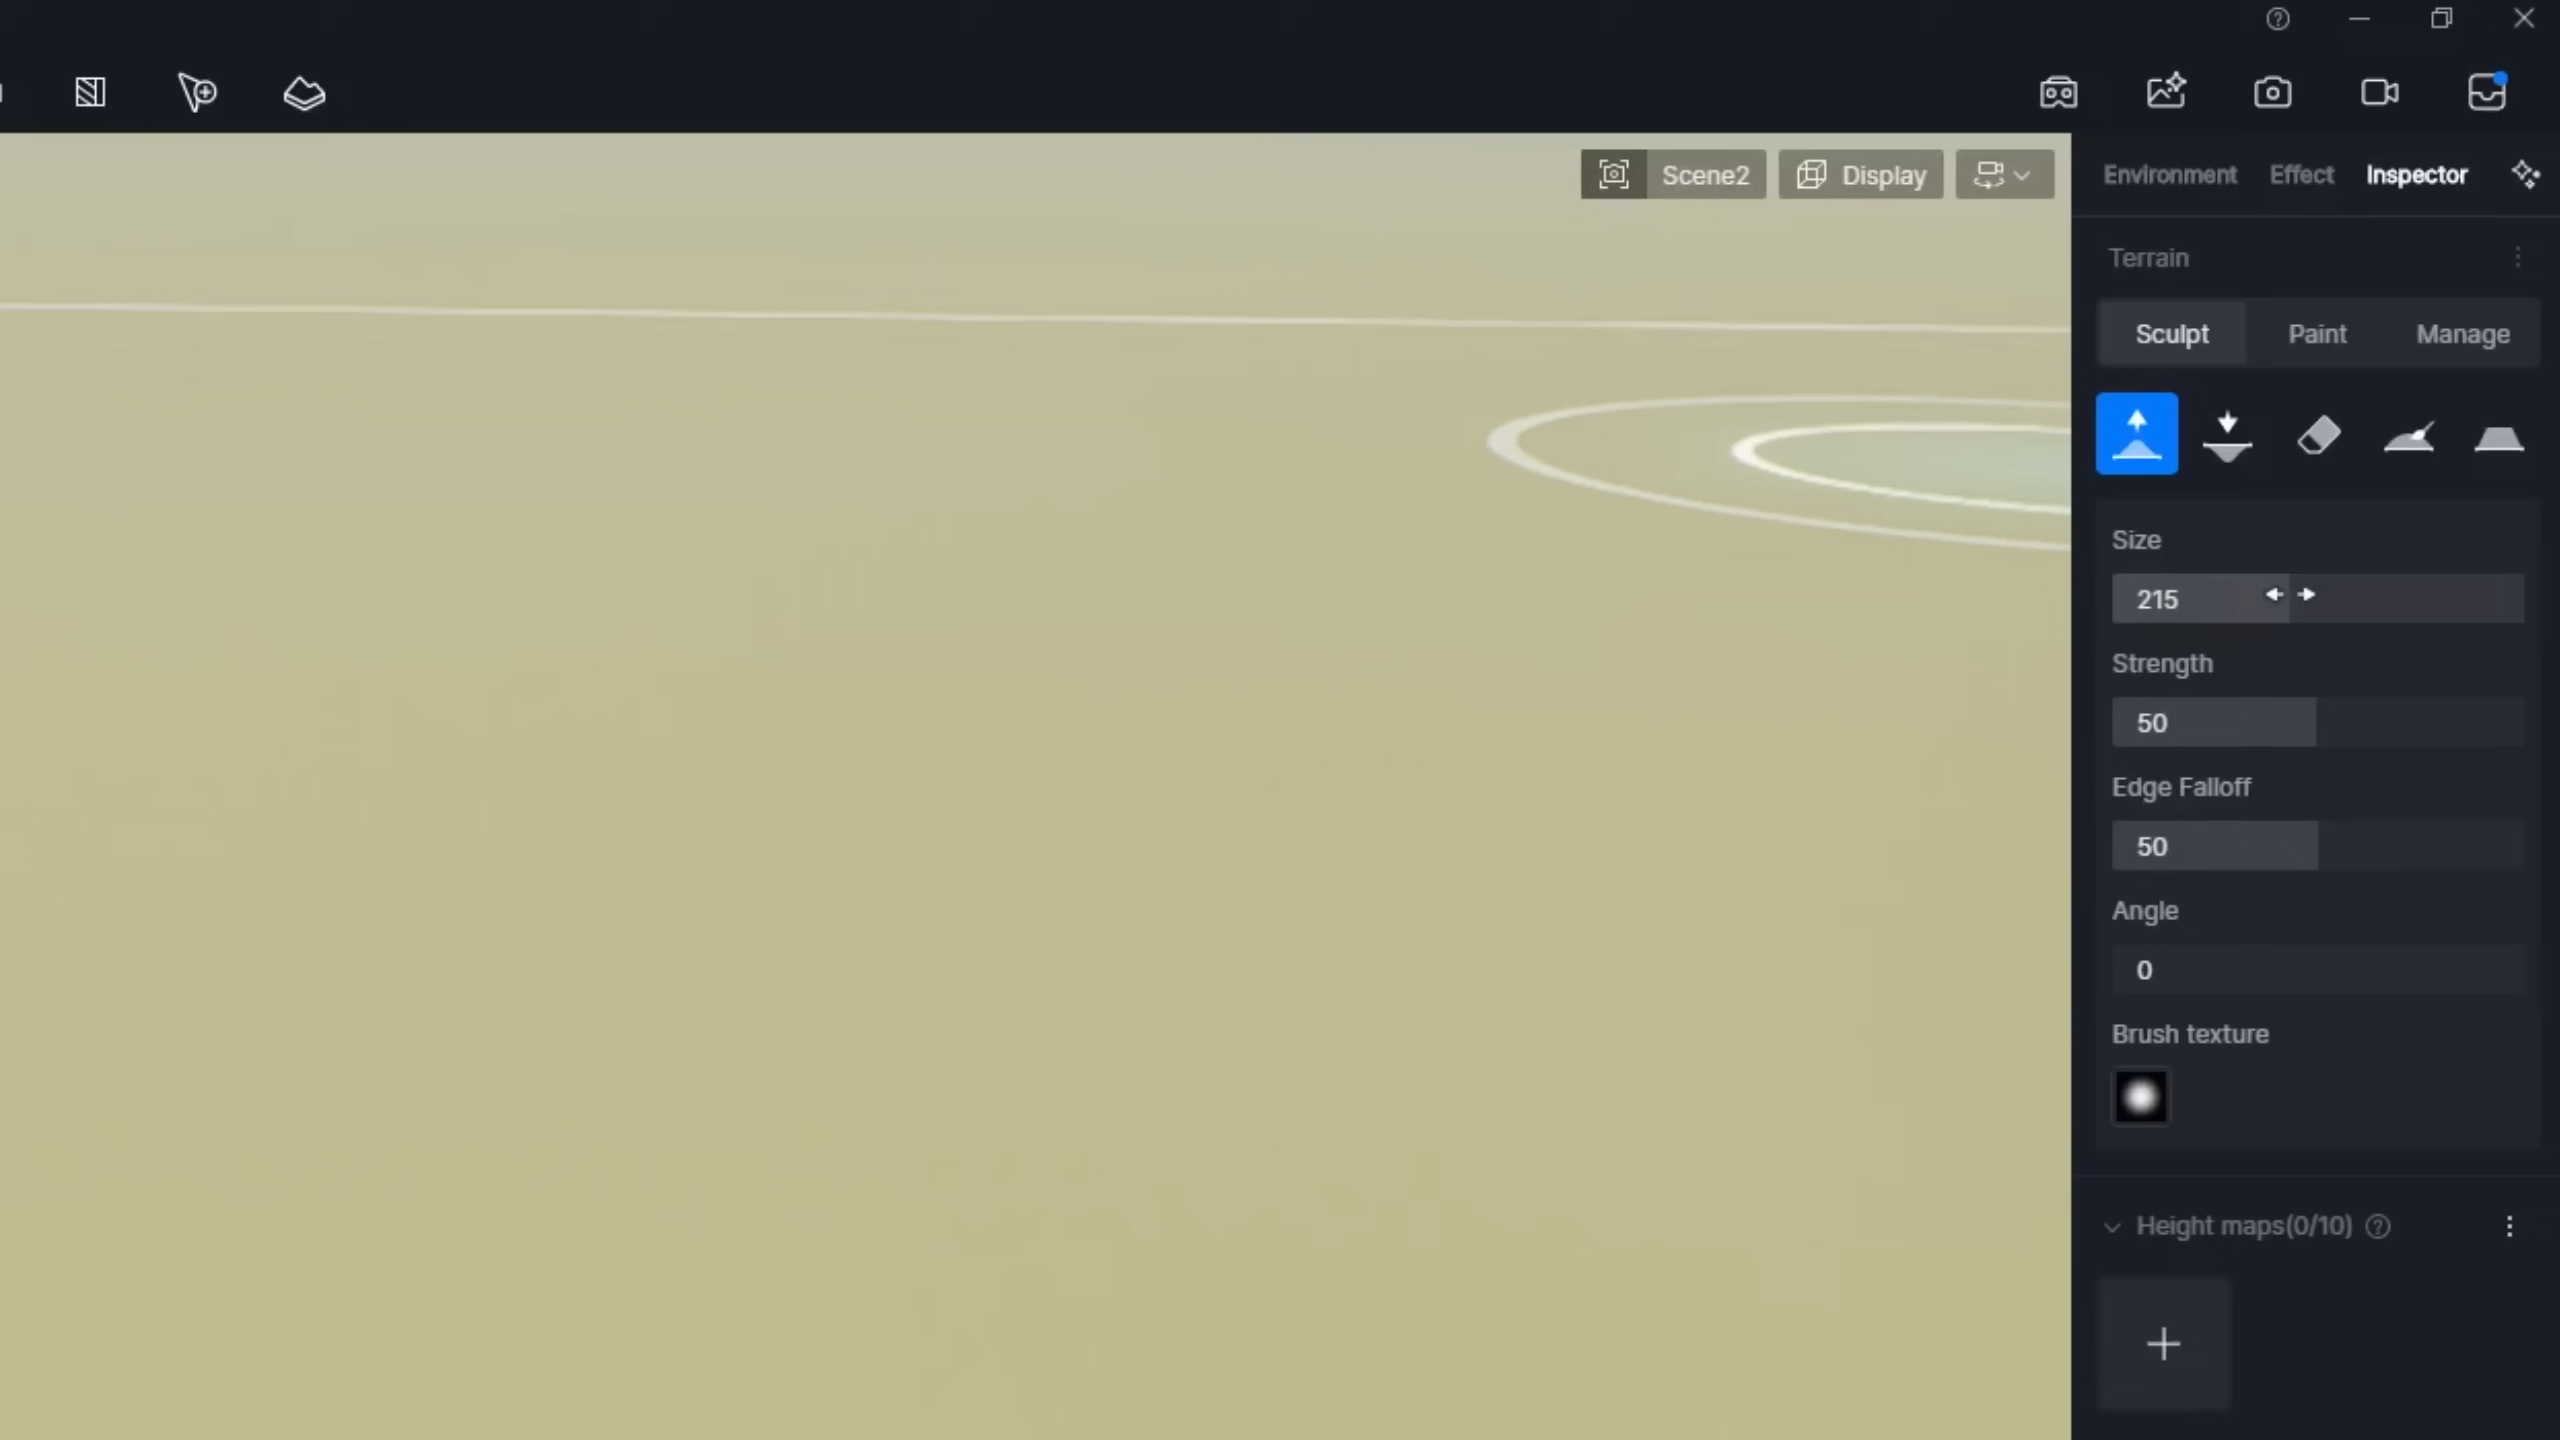 Scene2 Display
Environment Effect Inspector
Terrain
Sculpt Paint Manage
Size
215
Strength
50
Edge Falloff
50
Angle
0
Brush texture
Height maps(0/10)